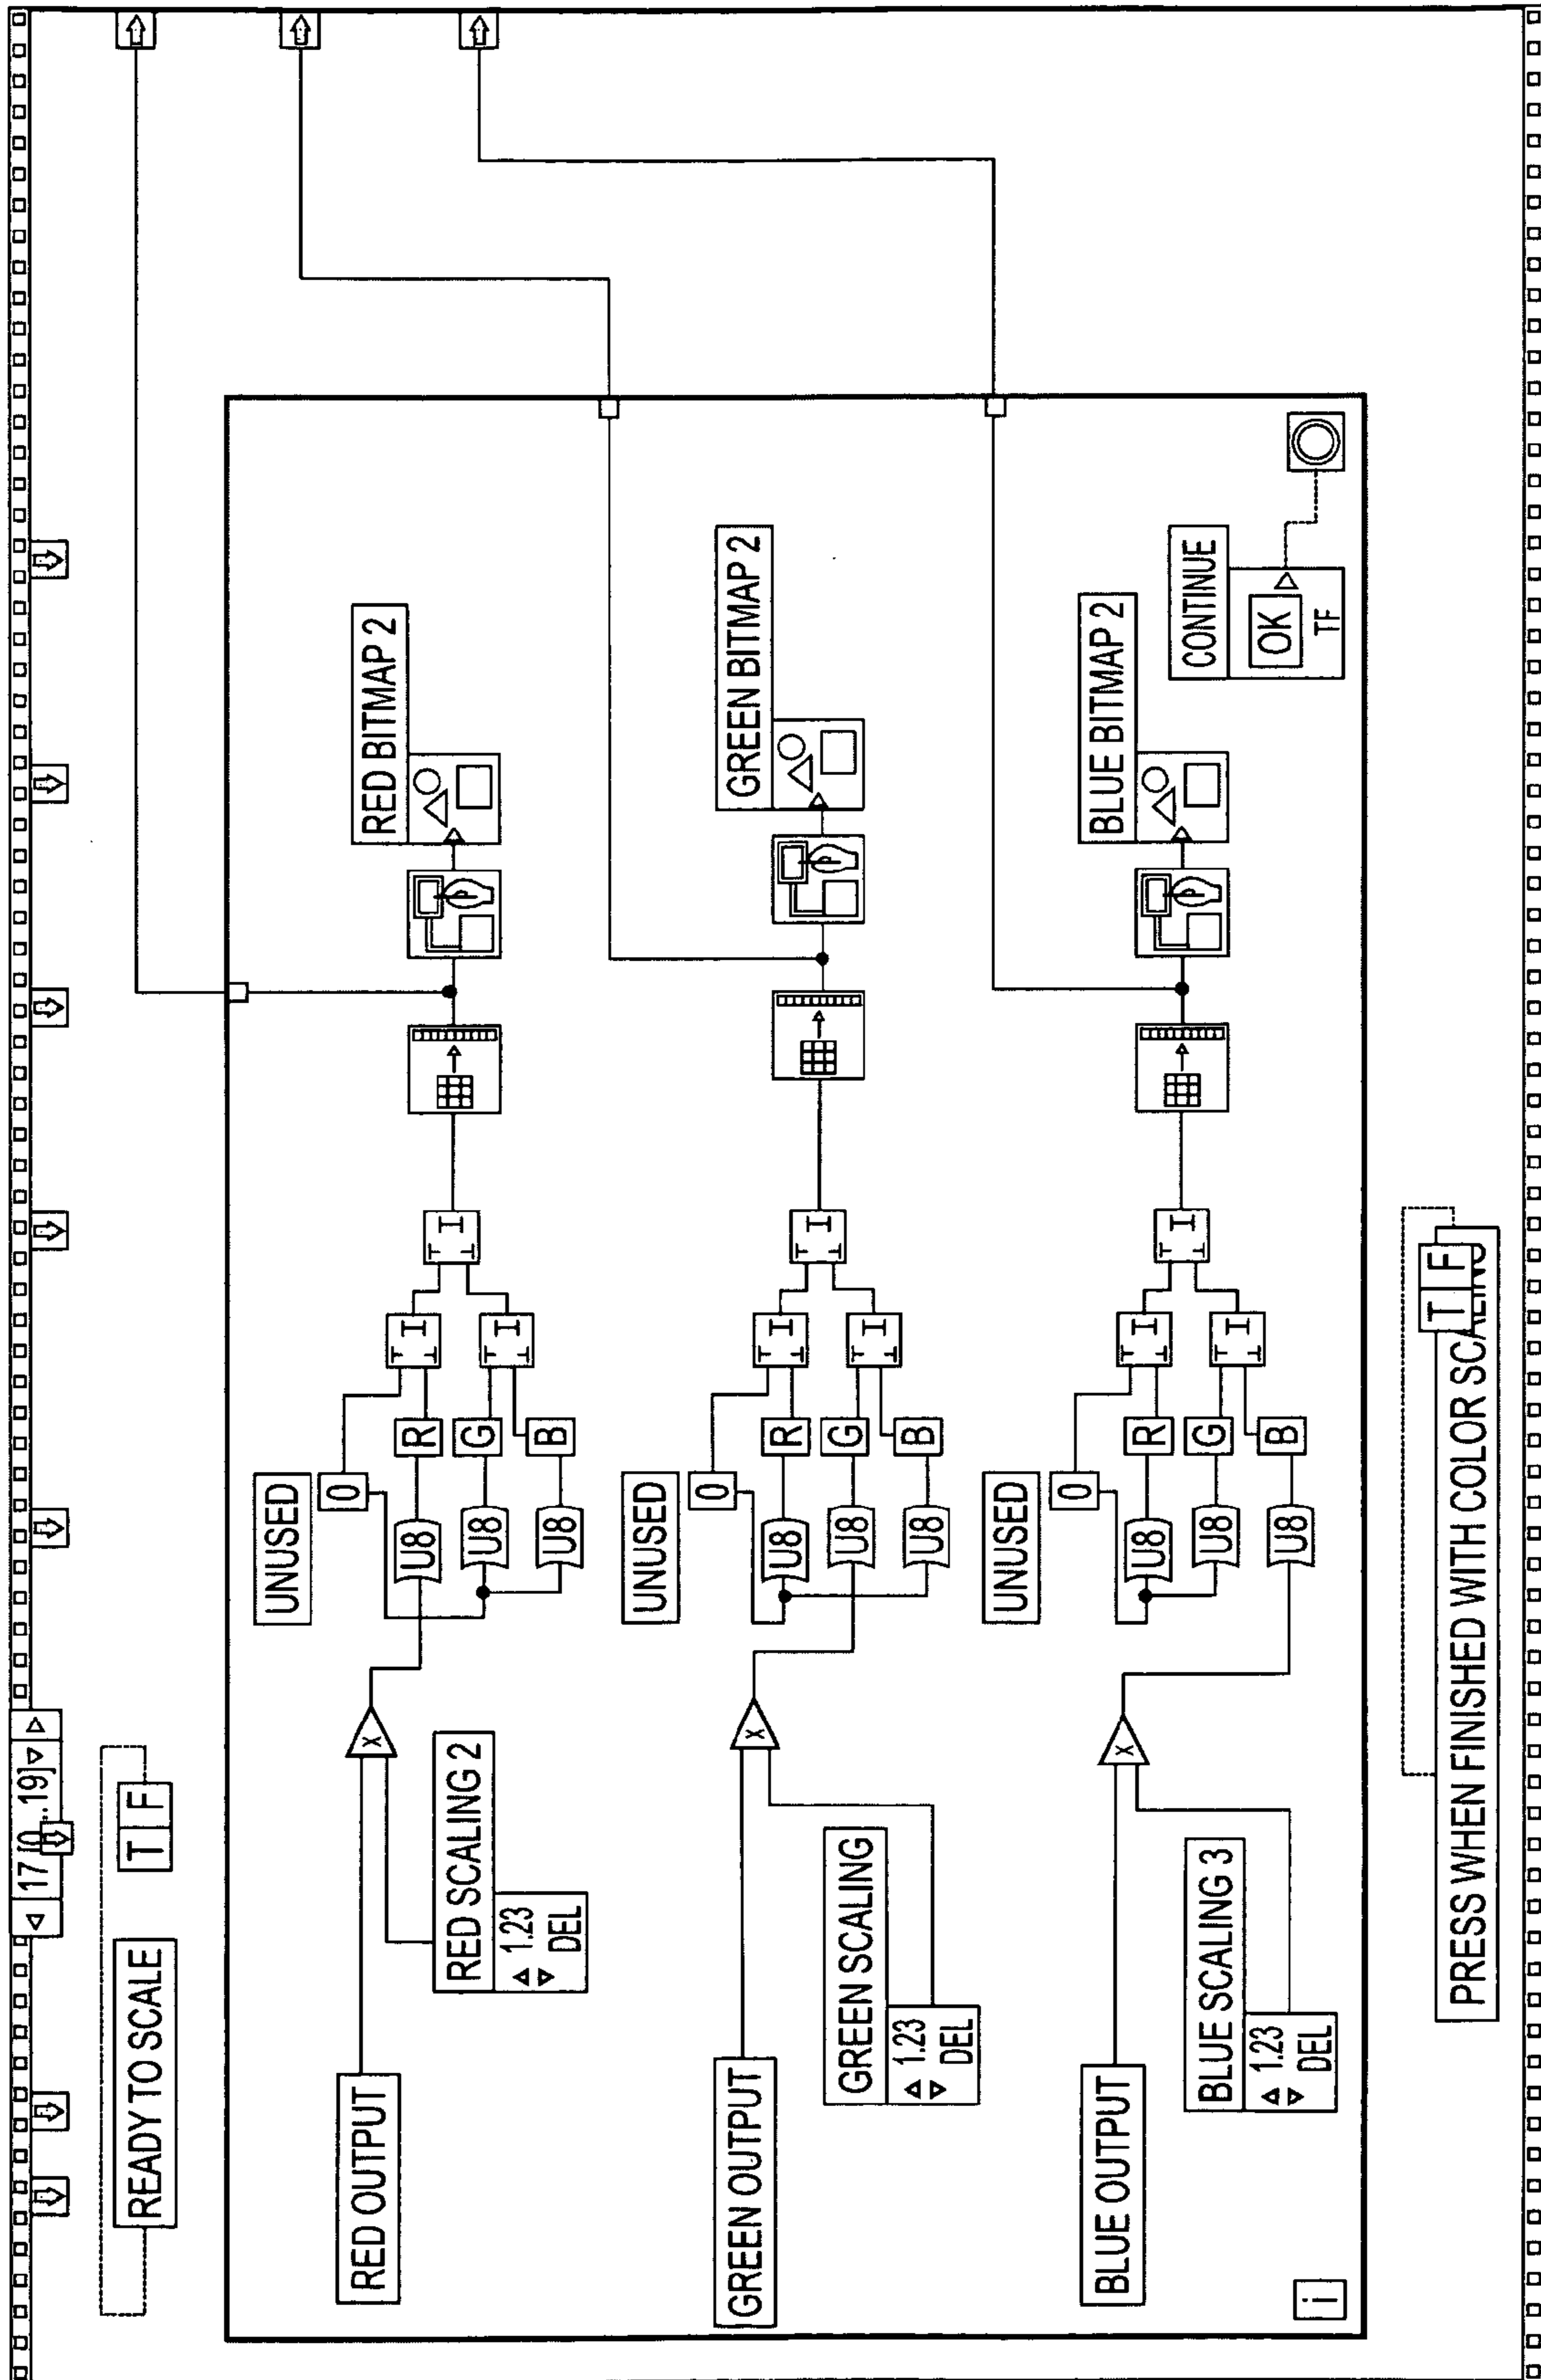 17 [0..19]
READY TO SCALE
T F
RED OUTPUT
RED SCALING 2
1.23
DEL
X
UNUSED
0
U8
R
U8
G
U8
B
I I
I I
I I
RED BITMAP 2
GREEN OUTPUT
GREEN SCALING
1.23
DEL
X
UNUSED
0
U8
R
U8
G
U8
B
I I
I I
I I
GREEN BITMAP 2
BLUE OUTPUT
BLUE SCALING 3
1.23
DEL
X
UNUSED
0
U8
R
U8
G
U8
B
I I
I I
I I
BLUE BITMAP 2
CONTINUE
OK
TF
i
PRESS WHEN FINISHED WITH COLOR SCALING
T F